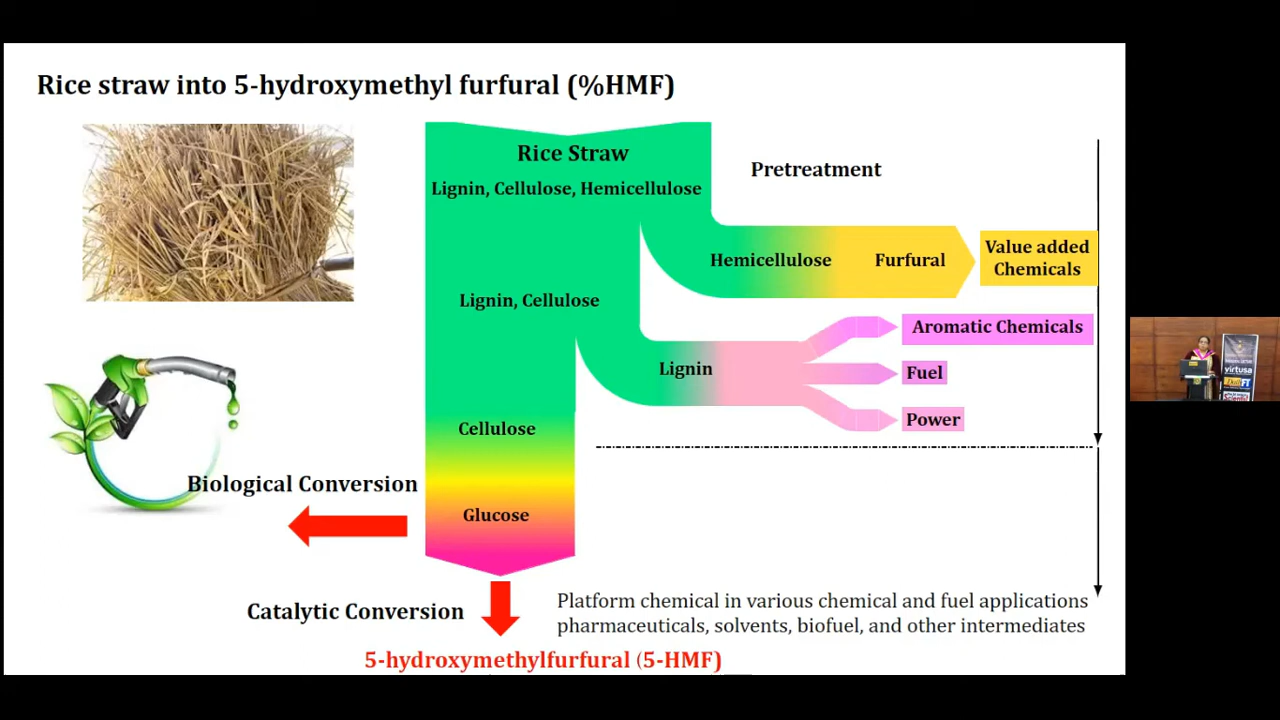 Rice straw into 5-hydroxymethyl furfural (%HMF)
Rice Straw
Lignin, Cellulose, Hemicellulose
Pretreatment
Hemicellulose
Furfural
Value added
Chemicals
Lignin, Cellulose
Lignin
Aromatic Chemicals
Fuel
Power
Cellulose
Biological Conversion
Glucose
Catalytic Conversion
Platform chemical in various chemical and fuel applications
pharmaceuticals, solvents, biofuel, and other intermediates
5-hydroxymethylfurfural (5-HMF)
virtusa